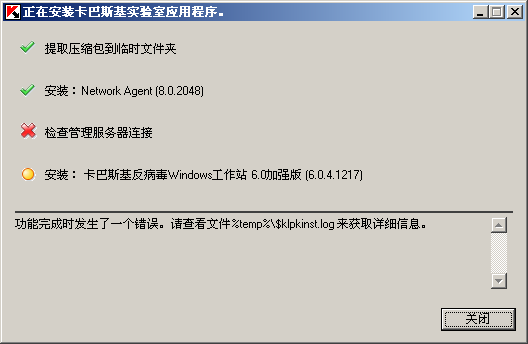 正在安装卡巴斯基实验室应用程序。
提取压缩包到临时文件夹
安装：Network Agent (8.0.2048)
检查管理服务器连接
安装： 卡巴斯基反病毒Windows工作站 6.0加强版 (6.0.4.1217)
功能完成时发生了一个错误。请查看文件%temp%\$klpkinst.log 来获取详细信息。
关闭